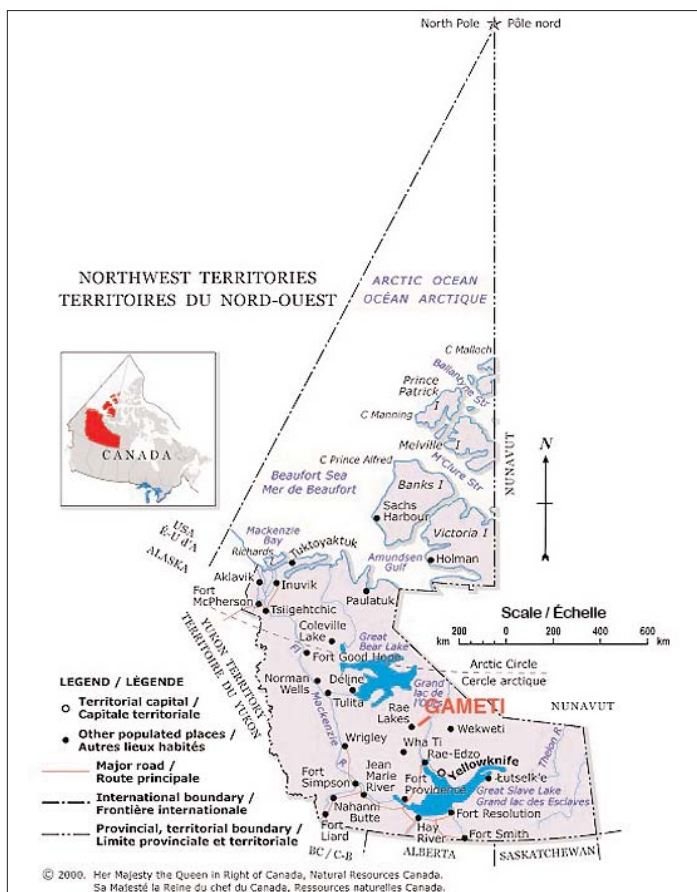 North Pole Pôle nord
NORTHWEST TERRITORIES
TERRITOIRES DU NORD-OUEST
ARCTIC OCEAN
OCÉAN ARCTIQUE
C Malloch
Ballantyne Str
Prince
Patrick
I
C Manning
Melville I
M'Clure Str
NUNAVUT
N
CANADA
C Prince Alfred
Beaufort Sea
Mer de Beaufort
Banks I
Sachs
Harbour
Victoria I
USA
É-U d'A
ALASKA
Mackenzie
Bay
Richards I
Tuktoyaktuk
Amundsen
Gulf
Holman
Aklavik
Inuvik
Fort
McPherson
Tsiigehtchic
Paulatuk
Scale / Échelle
km 200 0 200 400 600 km
YUKON TERRITORY
TERRITOIRE DU YUKON
Coleville
Lake
Great
Bear Lake
Fort Good Hope
Arctic Circle
Cercle arctique
LEGEND / LÉGENDE
Territorial capital /
Capitale territoriale
Other populated places /
Autres lieux habités
Major road /
Route principale
International boundary /
Frontière internationale
Provincial, territorial boundary /
Limite provinciale et territoriale
Norman
Wells
Déline
Tulita
Grand
lac de
l'Ours
GAMETI
NUNAVUT
Rae
Lakes
Wekweti
Mackenzie R
Wrigley
Wha Ti
Rae-Edzo
Yellowknife
Thelon R
Fort
Simpson
Jean
Marie
River
Fort
Providence
Łutselk'e
Great Slave Lake
Grand lac des Esclaves
Nahanni
Butte
Fort Resolution
Fort
Liard
Hay
River
Fort Smith
BC / C-B
ALBERTA
SASKATCHEWAN
© 2000. Her Majesty the Queen in Right of Canada, Natural Resources Canada.
Sa Majesté la Reine du chef du Canada, Ressources naturelles Canada.